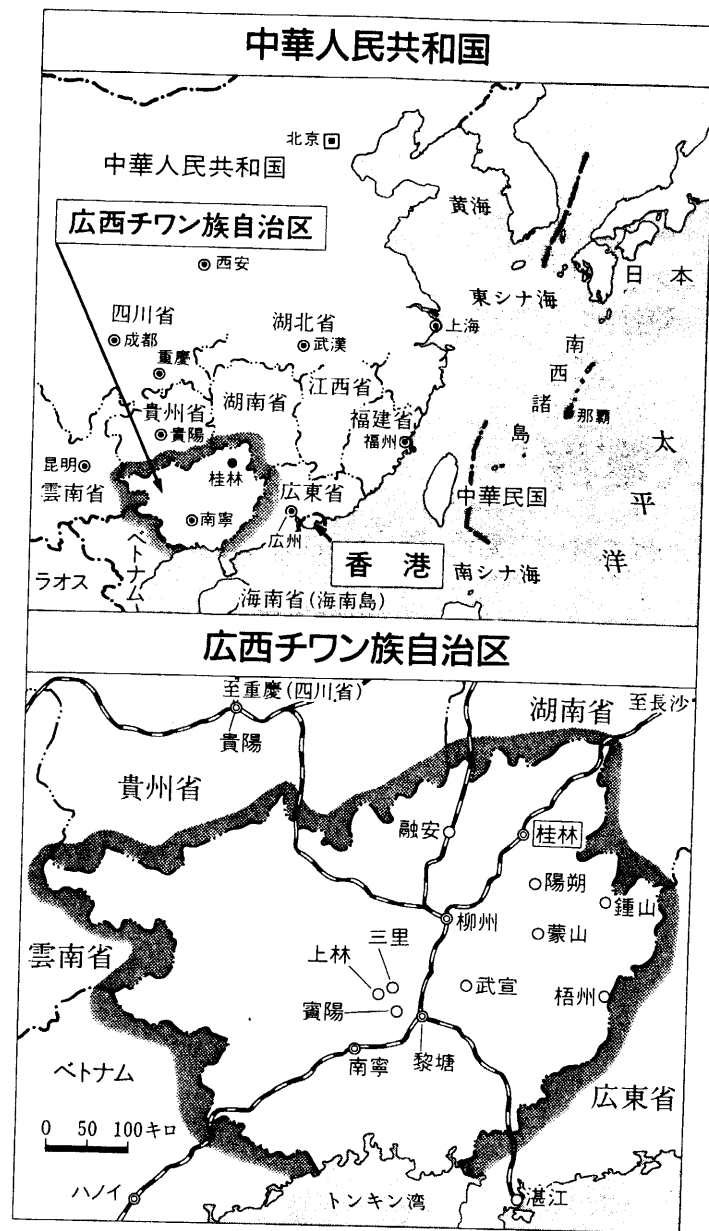 中華人民共和国
北京
中華人民共和国
黄海
広西チワン族自治区
西安
日本
東シナ海
四川省
湖北省
上海
成都
武漢
重慶
南西諸島
江西省
湖南省
貴州省
福建省
那覇
貴陽
福州
太平洋
昆明
桂林
雲南省
広東省
中華民国
南寧
広州
ベトナム
香港
ラオス
南シナ海
海南省(海南島)
広西チワン族自治区
至重慶(四川省)
湖南省
至長沙
貴陽
貴州省
融安
桂林
陽朔
鍾山
柳州
蒙山
三里
上林
雲南省
武宣
梧州
賓陽
南寧
黎塘
ベトナム
広東省
0 50 100キロ
ハノイ
トンキン湾
湛江